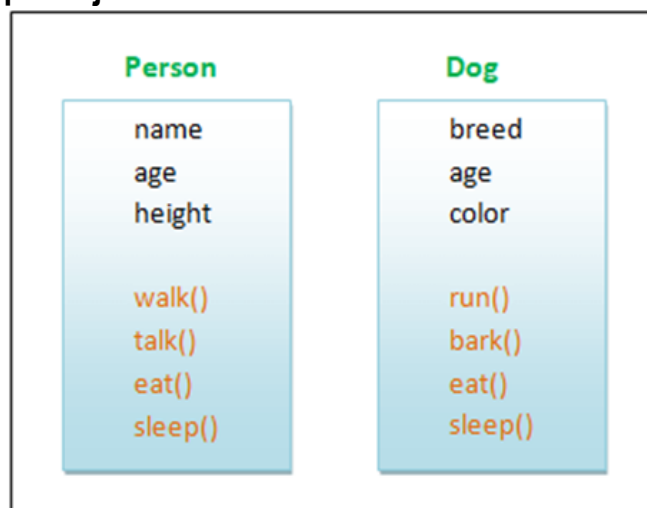 Person
name
age
height
walk()
talk()
eat()
sleep()
Dog
breed
age
color
run()
bark()
eat()
sleep()